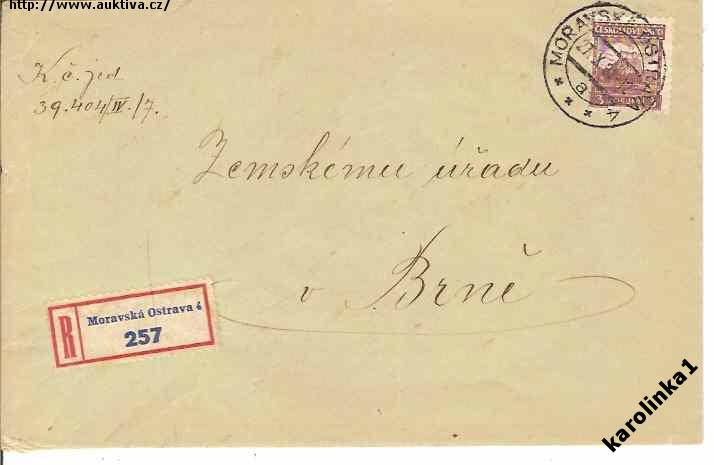 http://www.auktiva.cz/
K č. jed
39.404/IV./7.
MORAVSKÁ OSTRAVA 4
ČESKOSLOVENSKO
Zemskému úřadu
v Brně
R
Moravská Ostrava 4
257
karolinka1